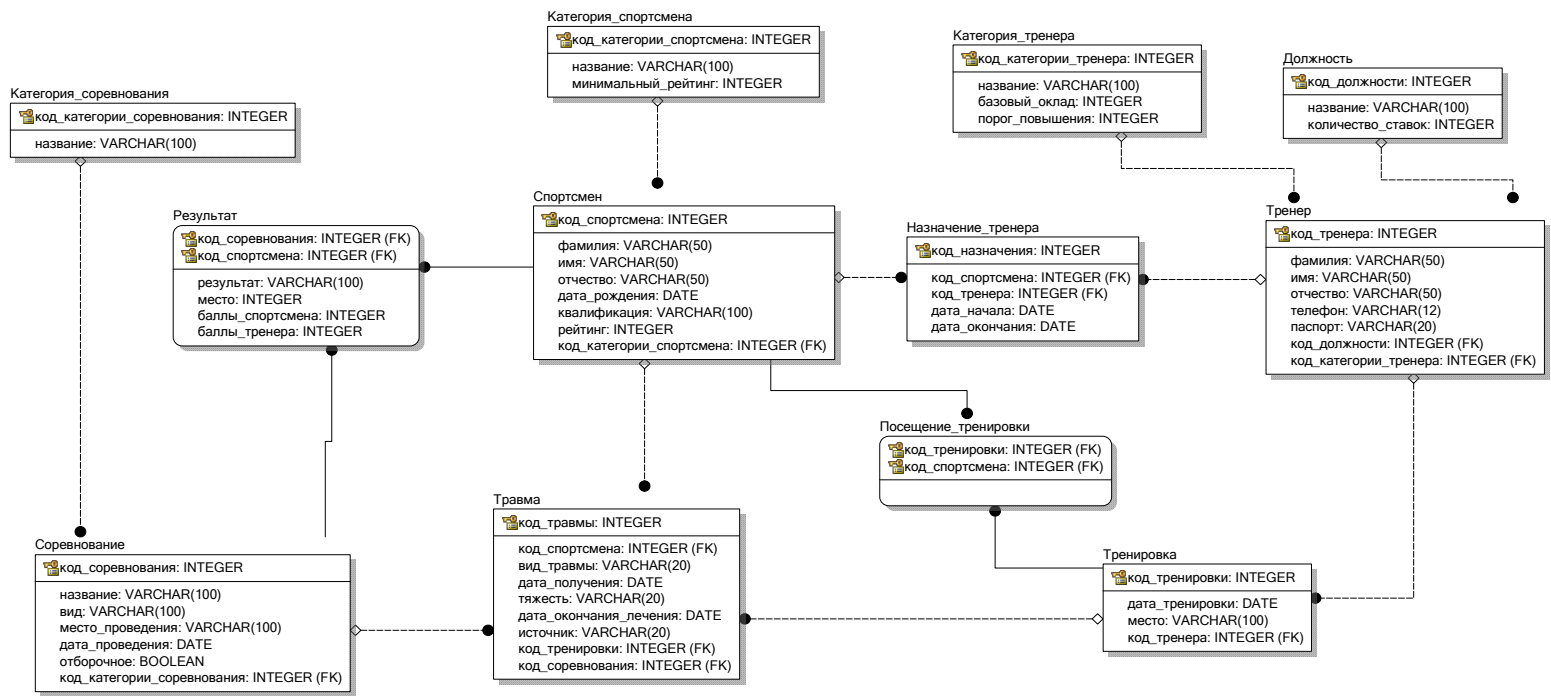 Категория_спортсмена
код_категории_спортсмена: INTEGER
название: VARCHAR(100)
минимальный_рейтинг: INTEGER
Категория_тренера
код_категории_тренера: INTEGER
название: VARCHAR(100)
базовый_оклад: INTEGER
порог_повышения: INTEGER
Должность
код_должности: INTEGER
название: VARCHAR(100)
количество_ставок: INTEGER
Категория_соревнования
код_категории_соревнования: INTEGER
название: VARCHAR(100)
Результат
код_соревнования: INTEGER (FK)
код_спортсмена: INTEGER (FK)
результат: VARCHAR(100)
место: INTEGER
баллы_спортсмена: INTEGER
баллы_тренера: INTEGER
Спортсмен
код_спортсмена: INTEGER
фамилия: VARCHAR(50)
имя: VARCHAR(50)
отчество: VARCHAR(50)
дата_рождения: DATE
квалификация: VARCHAR(100)
рейтинг: INTEGER
код_категории_спортсмена: INTEGER (FK)
Назначение_тренера
код_назначения: INTEGER
код_спортсмена: INTEGER (FK)
код_тренера: INTEGER (FK)
дата_начала: DATE
дата_окончания: DATE
Тренер
код_тренера: INTEGER
фамилия: VARCHAR(50)
имя: VARCHAR(50)
отчество: VARCHAR(50)
телефон: VARCHAR(12)
паспорт: VARCHAR(20)
код_должности: INTEGER (FK)
код_категории_тренера: INTEGER (FK)
Посещение_тренировки
код_тренировки: INTEGER (FK)
код_спортсмена: INTEGER (FK)
Соревнование
код_соревнования: INTEGER
название: VARCHAR(100)
вид: VARCHAR(100)
место_проведения: VARCHAR(100)
дата_проведения: DATE
отборочное: BOOLEAN
код_категории_соревнования: INTEGER (FK)
Травма
код_травмы: INTEGER
код_спортсмена: INTEGER (FK)
вид_травмы: VARCHAR(20)
дата_получения: DATE
тяжесть: VARCHAR(20)
дата_окончания_лечения: DATE
источник: VARCHAR(20)
код_тренировки: INTEGER (FK)
код_соревнования: INTEGER (FK)
Тренировка
код_тренировки: INTEGER
дата_тренировки: DATE
место: VARCHAR(100)
код_тренера: INTEGER (FK)